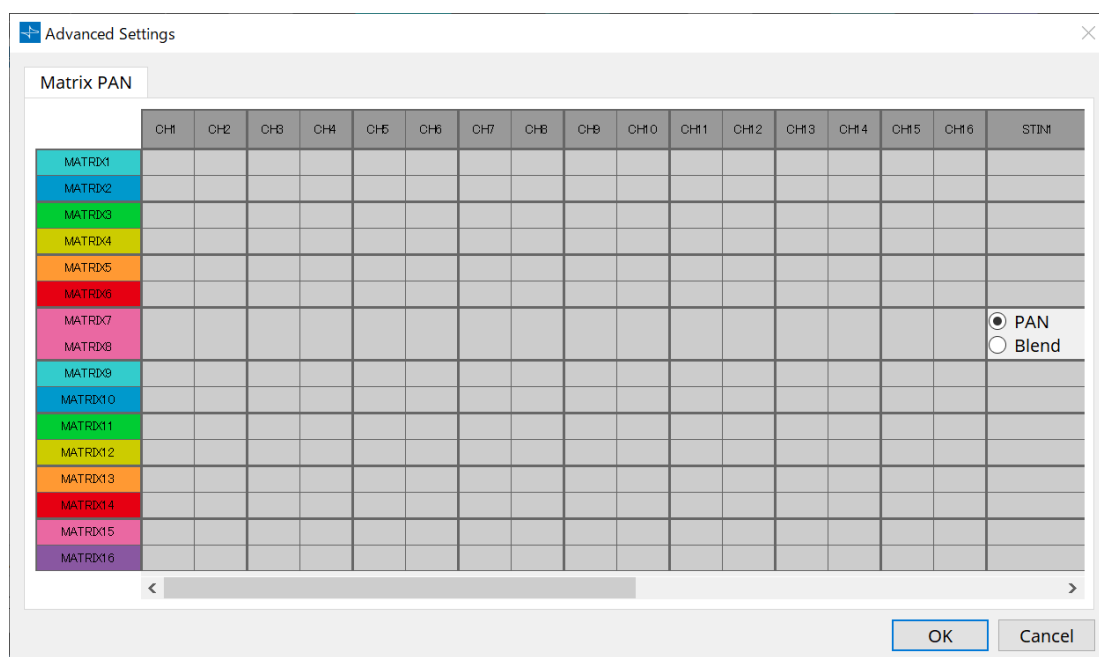 Advanced Settings
Matrix PAN
CH1 CH2 CH3 CH4 CH5 CH6 CH7 CH8 CH9 CH10 CH11 CH12 CH13 CH14 CH15 CH16 STIN1
MATRIX1
MATRIX2
MATRIX3
MATRIX4
MATRIX5
MATRIX6
MATRIX7 PAN
MATRIX8 Blend
MATRIX9
MATRIX10
MATRIX11
MATRIX12
MATRIX13
MATRIX14
MATRIX15
MATRIX16
OK Cancel